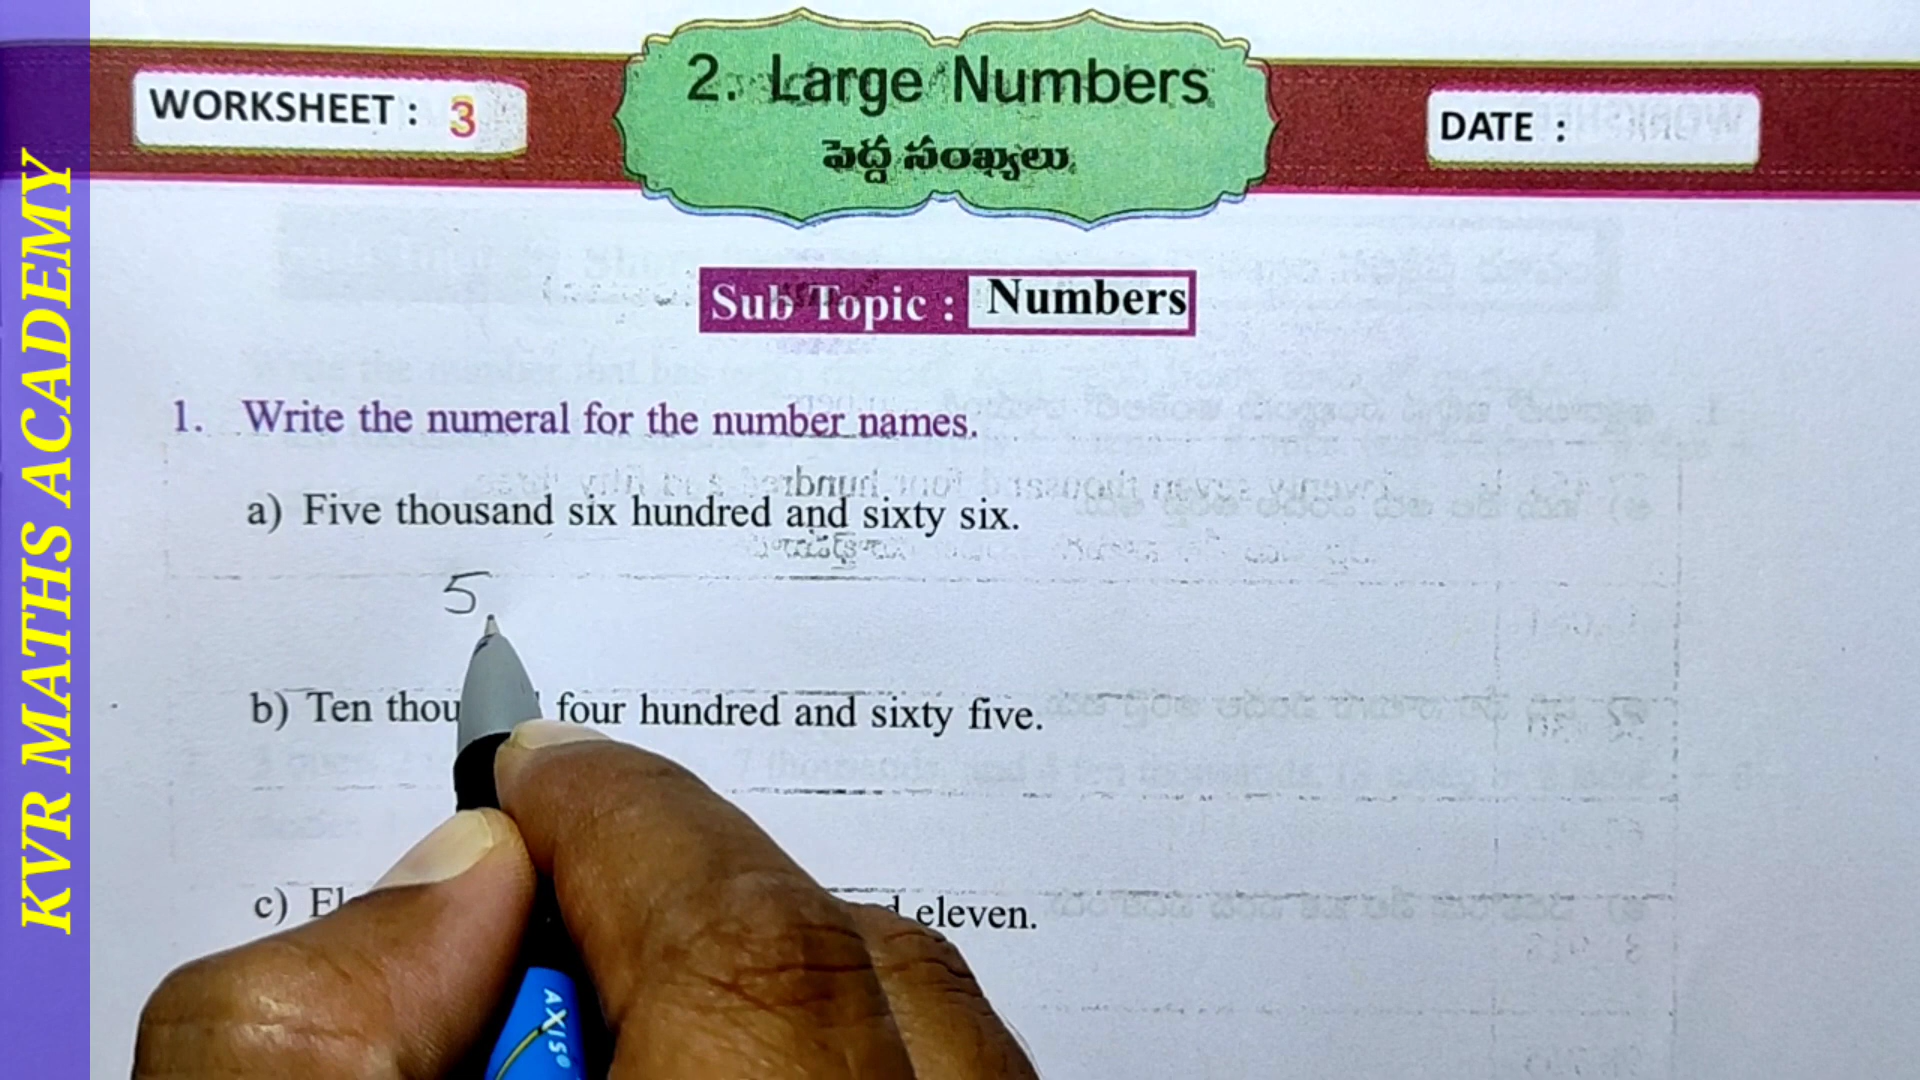 KVR MATHS ACADEMY
WORKSHEET : 3
2. Large Numbers
పెద్ద సంఖ్యలు
DATE :
Sub Topic : Numbers
1. Write the numeral for the number names.
a) Five thousand six hundred and sixty six.
5,
b) Ten thou four hundred and sixty five.
c) El d eleven.
AXIS